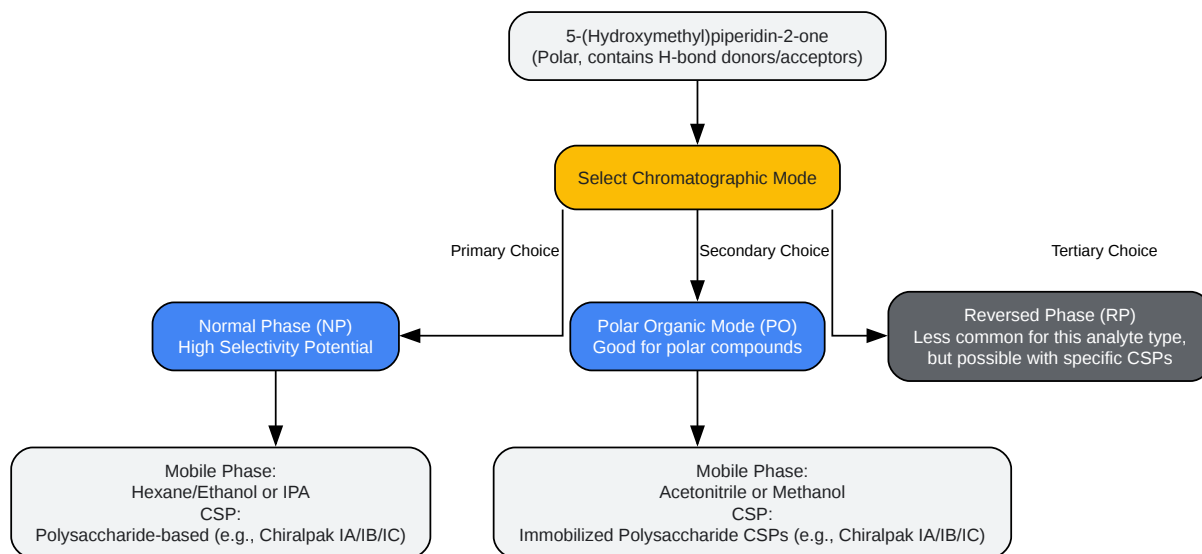 5-(Hydroxymethyl)piperidin-2-one
(Polar, contains H-bond donors/acceptors)
Select Chromatographic Mode
Primary Choice
Secondary Choice
Tertiary Choice
Normal Phase (NP)
High Selectivity Potential
Polar Organic Mode (PO)
Good for polar compounds
Reversed Phase (RP)
Less common for this analyte type,
but possible with specific CSPs
Mobile Phase:
Hexane/Ethanol or IPA
CSP:
Polysaccharide-based (e.g., Chiralpak IA/IB/IC)
Mobile Phase:
Acetonitrile or Methanol
CSP:
Immobilized Polysaccharide CSPs (e.g., Chiralpak IA/IB/IC)